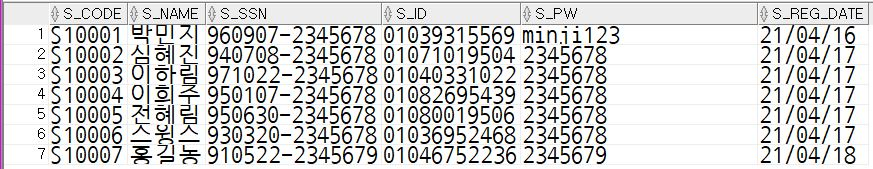 S_CODE S_NAME S_SSN S_ID S_PW S_REG_DATE
1 S10001 박민지 960907-2345678 01039315569 minji123 21/04/16
2 S10002 심혜진 940708-2345678 01071019504 2345678 21/04/17
3 S10003 이하림 971022-2345678 01040331022 2345678 21/04/17
4 S10004 이희주 950107-2345678 01082695439 2345678 21/04/17
5 S10005 전혜림 950630-2345678 01080019506 2345678 21/04/17
6 S10006 스윙스 930320-2345678 01036952468 2345678 21/04/17
7 S10007 홍길동 910522-2345679 01046752236 2345679 21/04/18